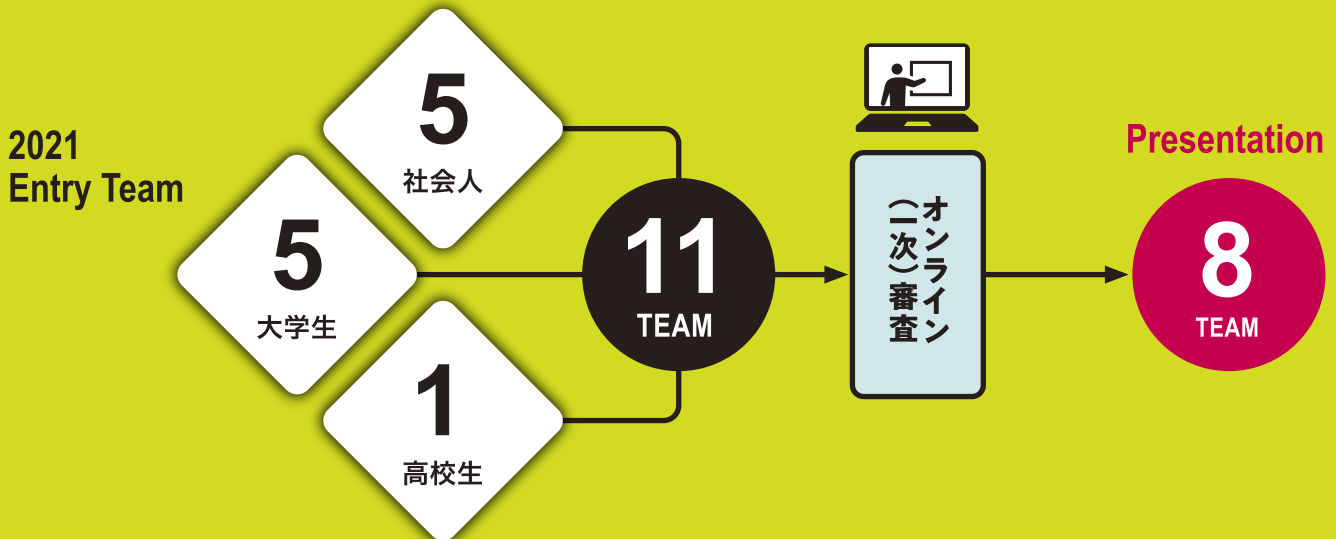 2021
Entry Team
5
社会人
5
大学生
1
高校生
11
TEAM
オンライン
（一次）審査
Presentation
8
TEAM